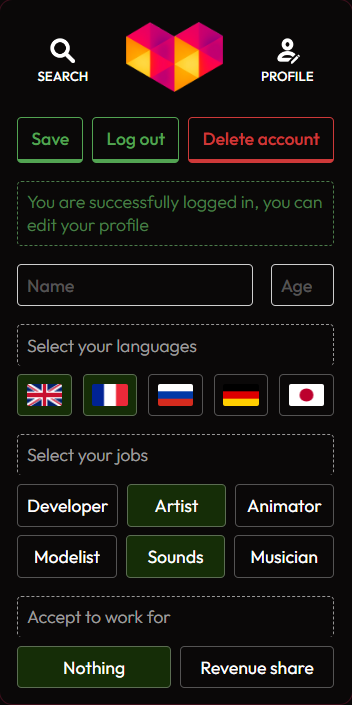 SEARCH PROFILE
Save Log out Delete account
You are successfully logged in, you can
edit your profile
Name Age
Select your languages
Select your jobs
Developer Artist Animator
Modelist Sounds Musician
Accept to work for
Nothing Revenue share